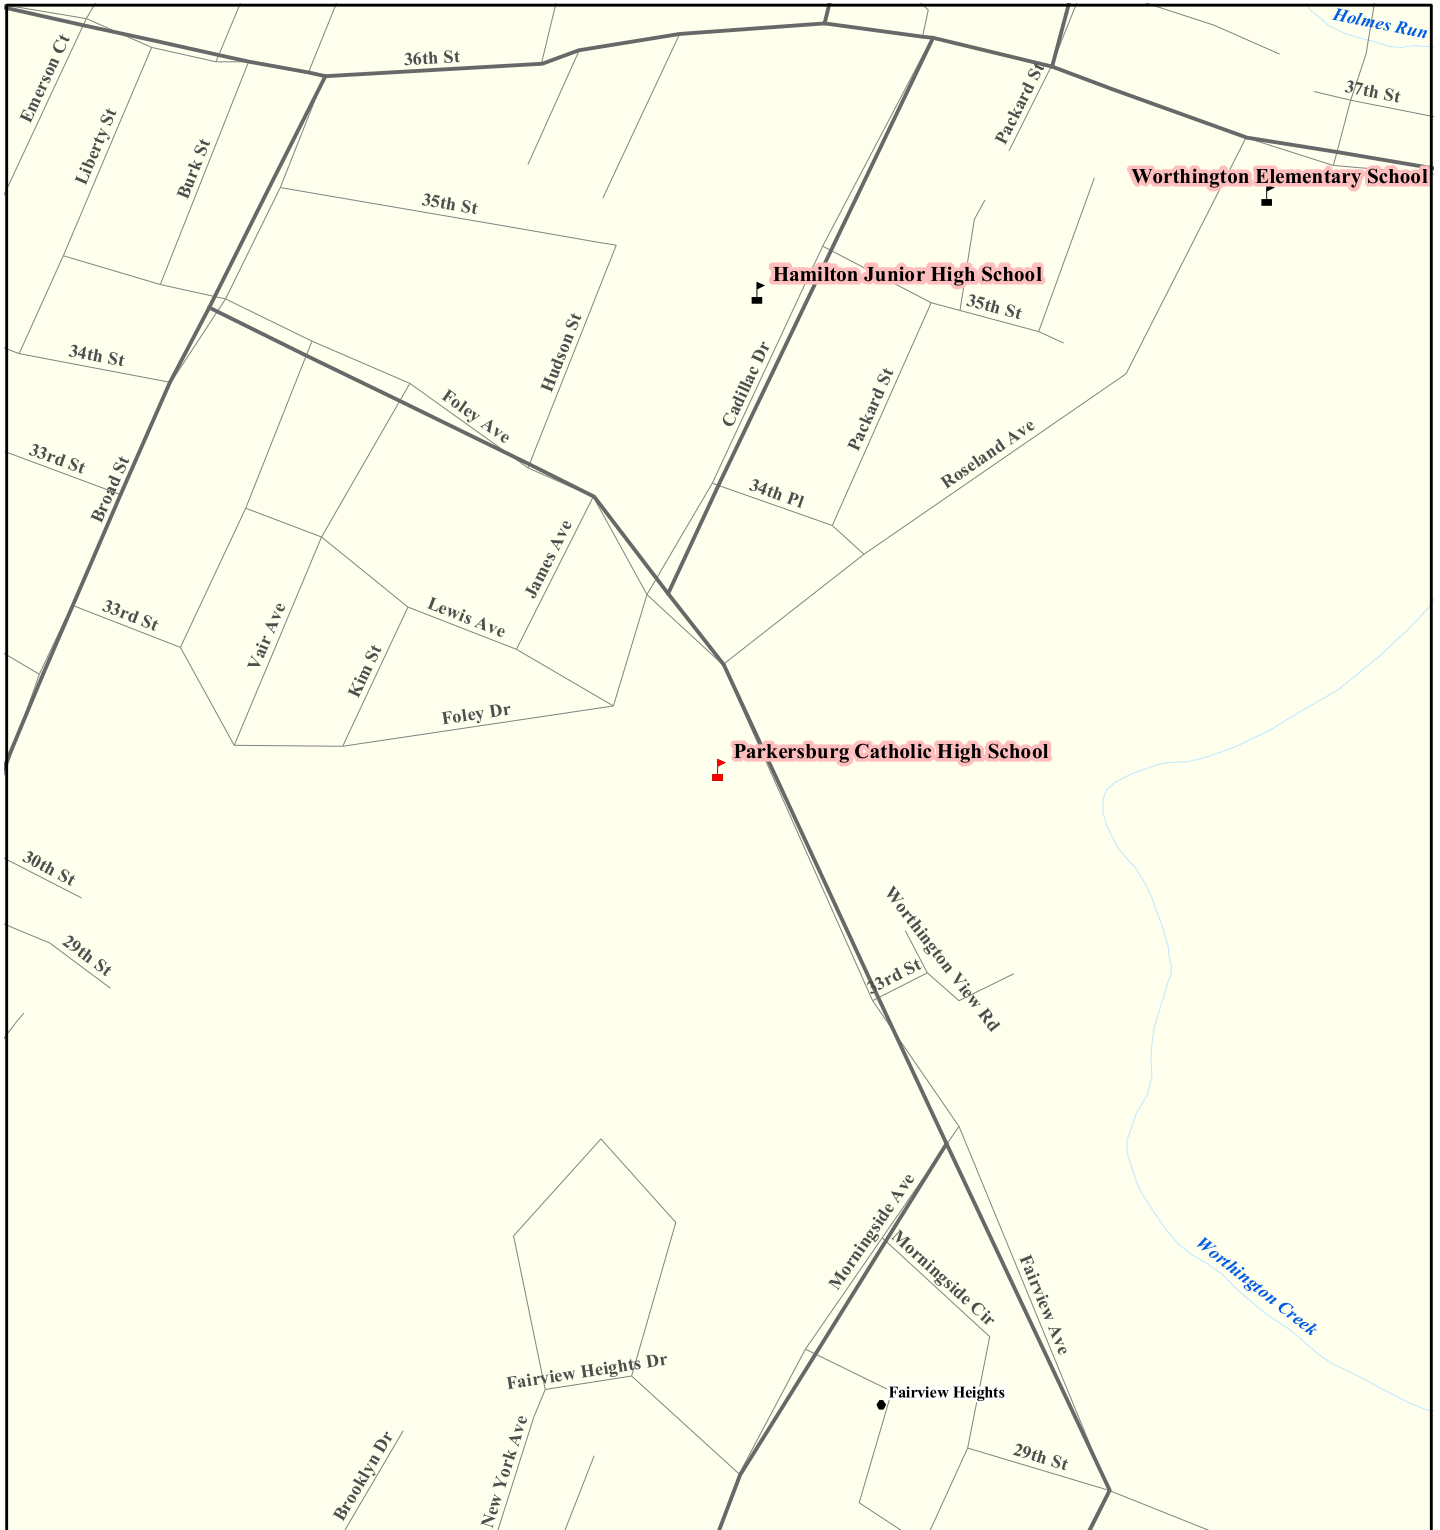 Holmes Run
36th St
Emerson Ct
37th St
Packard St
Liberty St
Burk St
Worthington Elementary School
35th St
Hamilton Junior High School
35th St
34th St
Hudson St
Cadillac Dr
Foley Ave
Packard St
33rd St
Roseland Ave
Broad St
34th Pl
James Ave
33rd St
Lewis Ave
Vair Ave
Kim St
Foley Dr
Parkersburg Catholic High School
30th St
29th St
Worthington View Rd
33rd St
Morningside Ave
Morningside Cir
Worthington Creek
Fairview Ave
Fairview Heights Dr
Fairview Heights
29th St
Brooklyn Dr
New York Ave